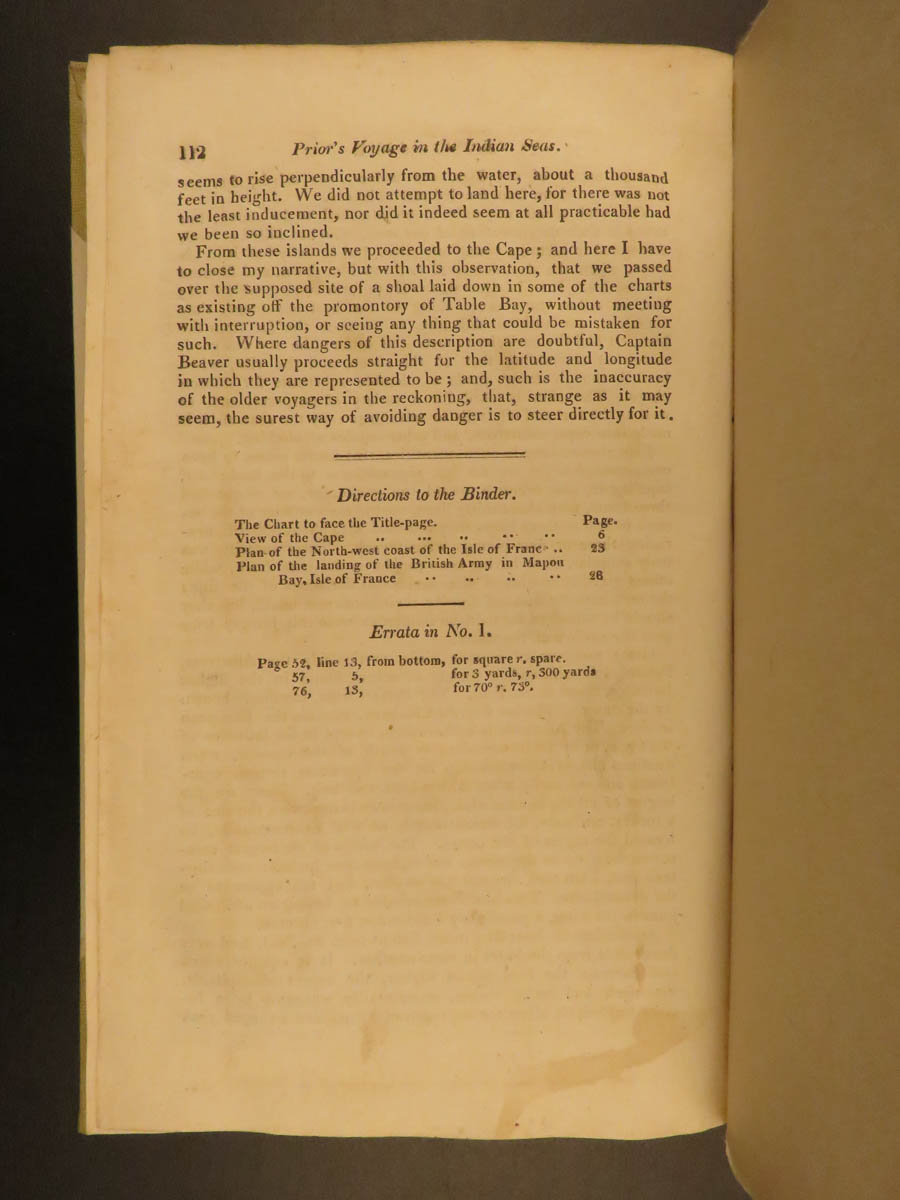 112 Prior's Voyage in the Indian Seas.
seems to rise perpendicularly from the water, about a thousand
feet in height. We did not attempt to land here, for there was not
the least inducement, nor did it indeed seem at all practicable had
we been so inclined.
From these islands we proceeded to the Cape; and here I have
to close my narrative, but with this observation, that we passed
over the supposed site of a shoal laid down in some of the charts
as existing off the promontory of Table Bay, without meeting
with interruption, or seeing any thing that could be mistaken for
such. Where dangers of this description are doubtful, Captain
Beaver usually proceeds straight for the latitude and longitude
in which they are represented to be; and, such is the inaccuracy
of the older voyagers in the reckoning, that, strange as it may
seem, the surest way of avoiding danger is to steer directly for it.
Directions to the Binder.
The Chart to face the Title-page. Page.
View of the Cape .. ... .. .. .. 6
Plan of the North-west coast of the Isle of France .. 23
Plan of the landing of the British Army in Mapou
Bay, Isle of France .. .. .. .. 26
Errata in No. I.
Page 52, line 13, from bottom, for square r. spare.
57, 5, for 3 yards, r, 300 yards
76, 13, for 70° r. 73°.